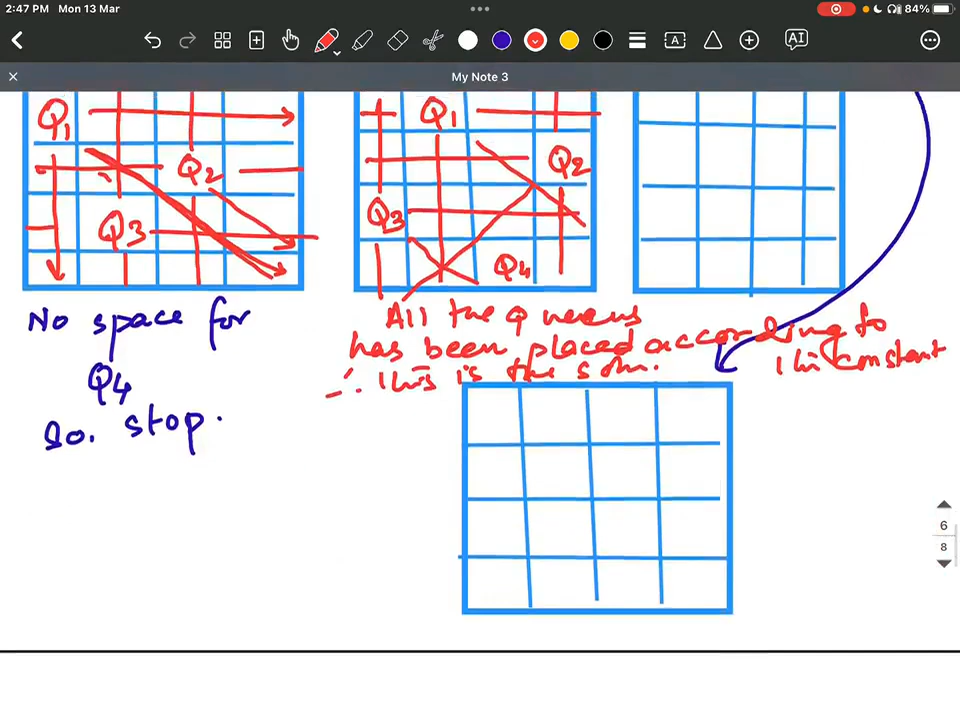 2:47 PM Mon 13 Mar
84%
AI
My Note 3
Q1
Q2
Q3
Q1
Q2
Q3
Q4
No space for
Q4
So. stop.
All the queens
has been placed according to
this constant
∴ this is the soln.
6
8